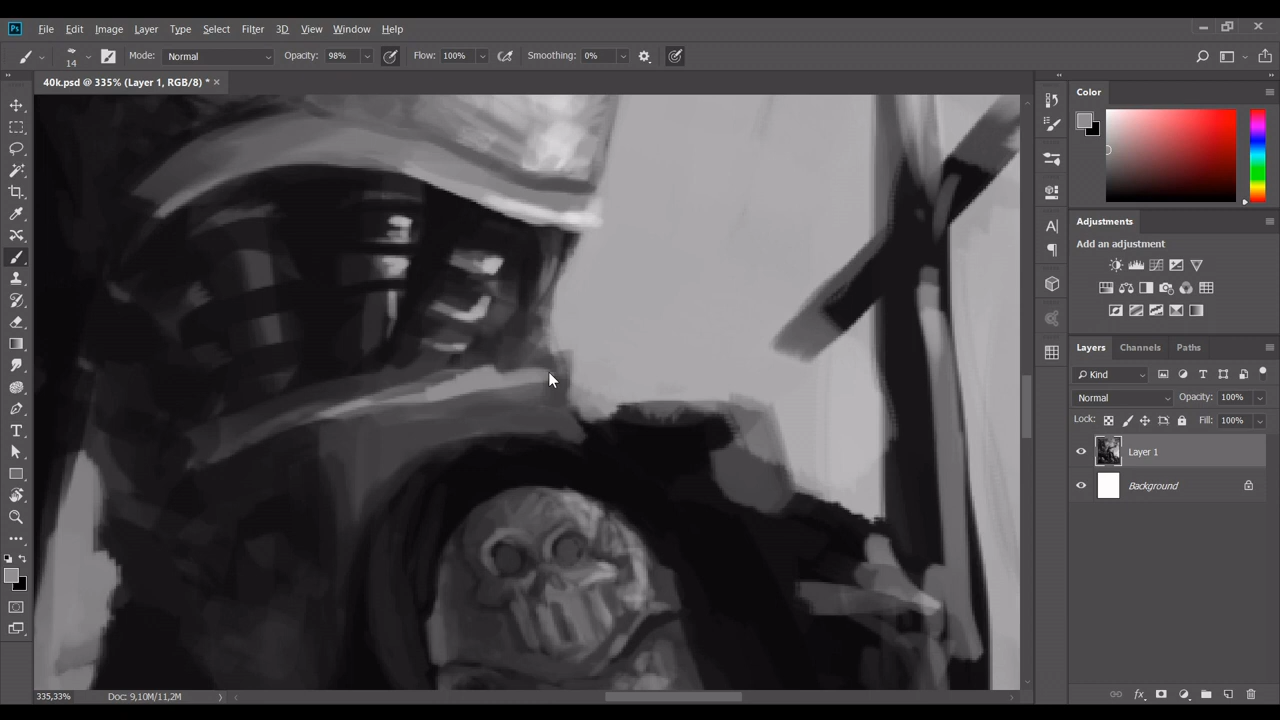 Ps File Edit Image Layer Type Select Filter 3D View Window Help
14 Mode: Normal Opacity: 98% Flow: 100% Smoothing: 0%
40k.psd @ 335% (Layer 1, RGB/8) * ×
Color
Adjustments
Add an adjustment
Layers Channels Paths
Kind
Normal Opacity: 100%
Lock: Fill: 100%
Layer 1
Background
335,33% Doc: 9,10M/11,2M